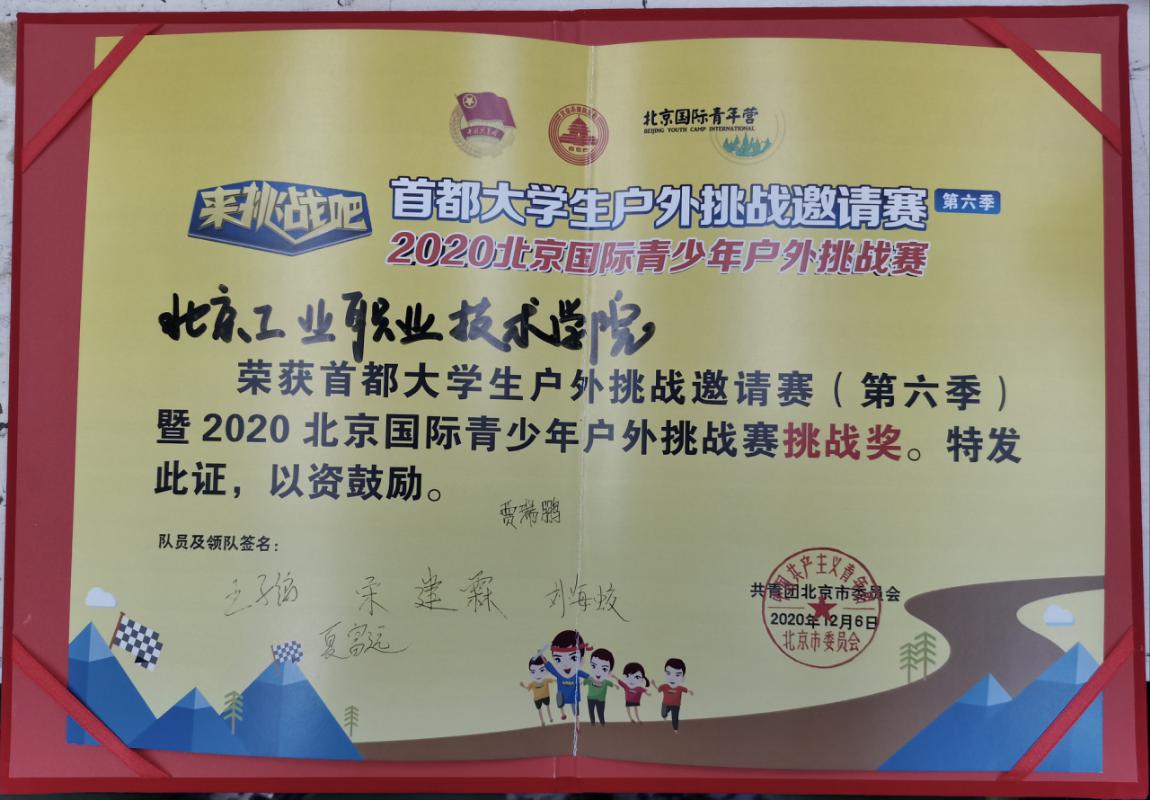 北京国际青年营
BEIJING YOUTH CAMP INTERNATIONAL
来挑战吧
首都大学生户外挑战邀请赛 第六季
2020北京国际青少年户外挑战赛
北京工业职业技术学院
荣获首都大学生户外挑战邀请赛（第六季）
暨 2020 北京国际青少年户外挑战赛挑战奖。特发
此证，以资鼓励。
贾瑞鹏
队员及领队签名：
宋建霖
刘海蛟
夏富远
共青团北京市委员会
2020年12月6日
北京市委员会